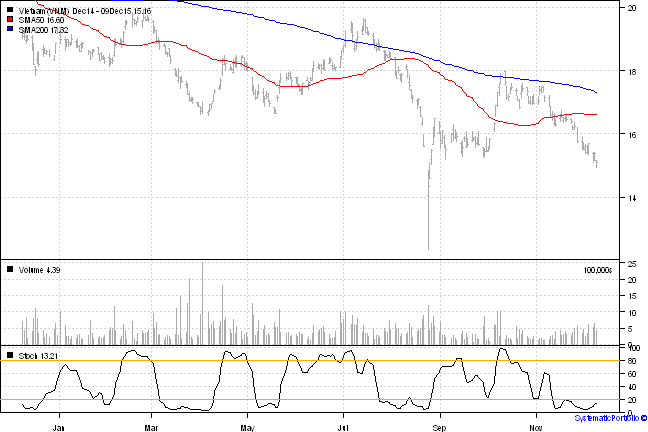 Vietnam (VNM) Dec14 - 09Dec15,15.16
SMA50 16.60
SMA200 17.32
20
18
16
14
Volume 4.39
100,000s
25
20
15
10
5
0
Stoch 13.21
100
80
60
40
20
0
Jan
Mar
May
Jul
Sep
Nov
SystematicPortfolio ©